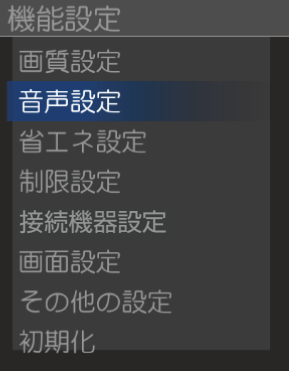 機能設定
画質設定
音声設定
省エネ設定
制限設定
接続機器設定
画面設定
その他の設定
初期化